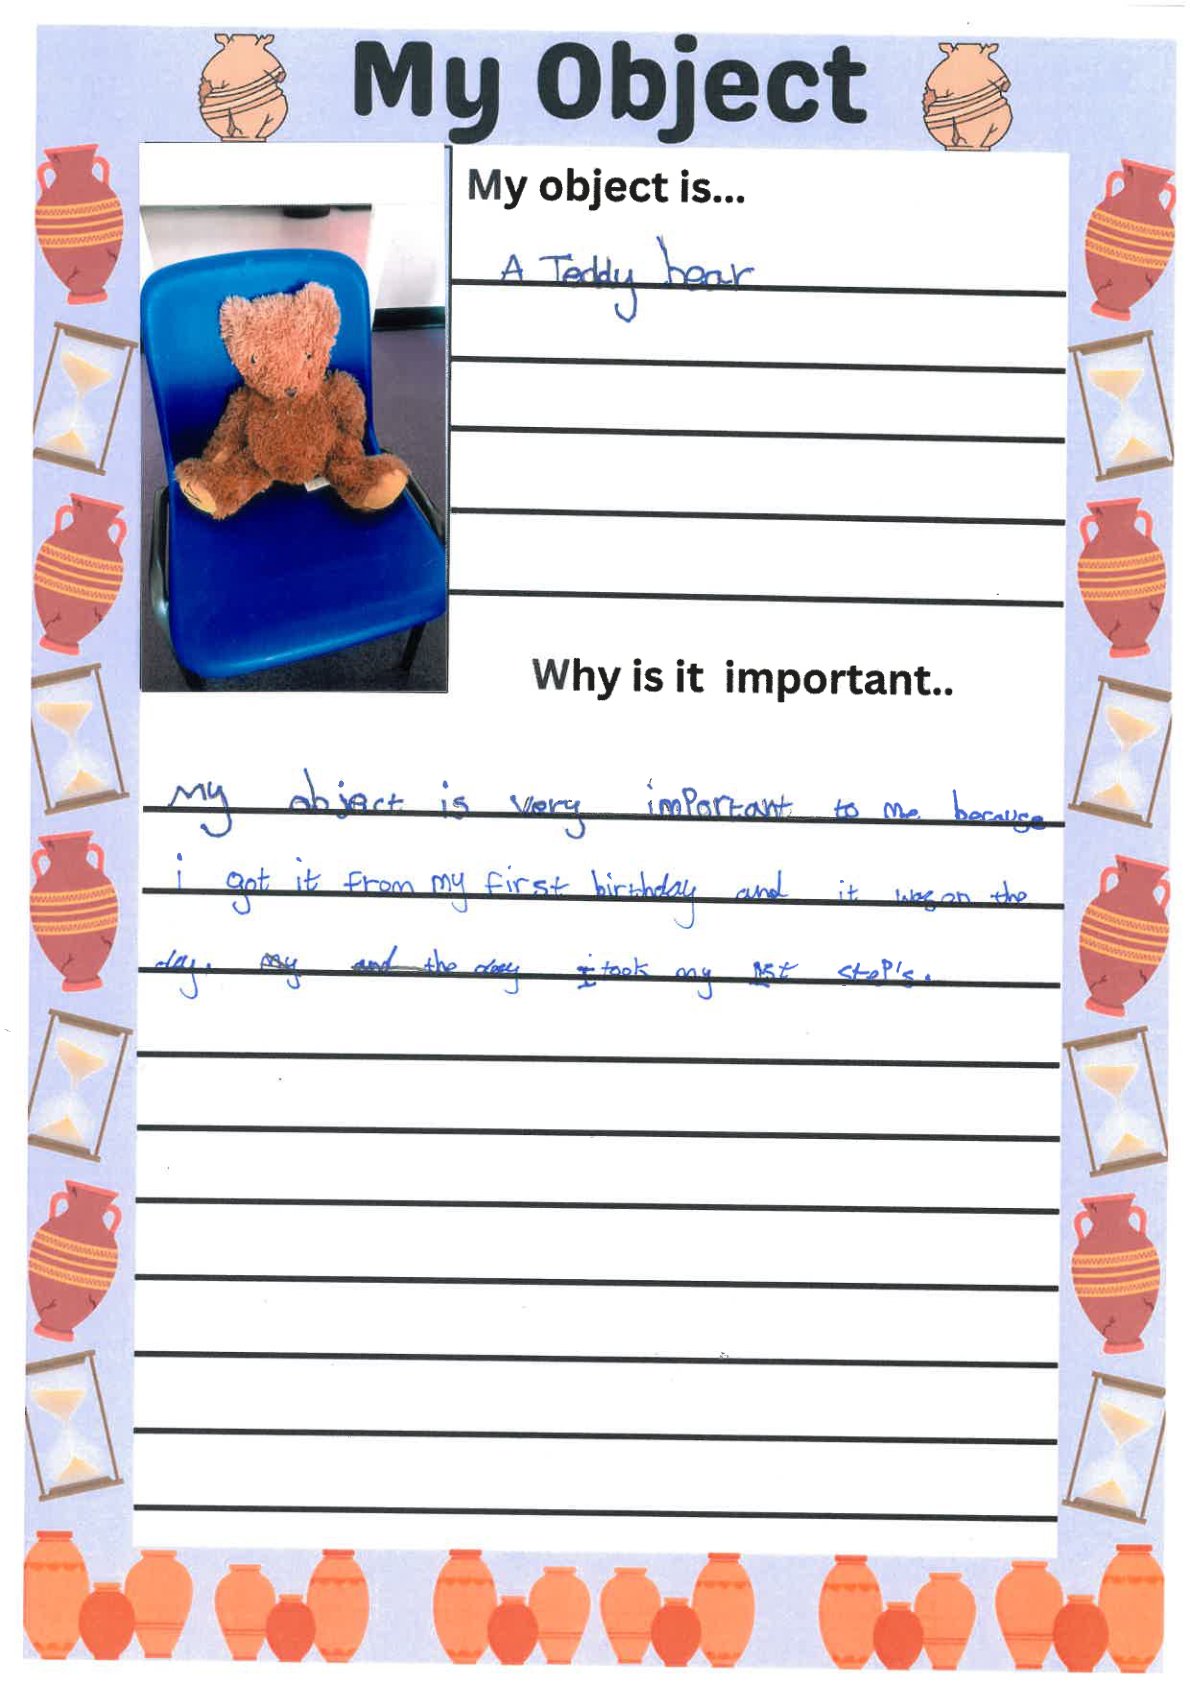 My Object
My object is...
A Teddy bear
Why is it important..
My object is very important to me because
i got it from my first birthday and it was on the
day. My and the day i took my 1st step's.